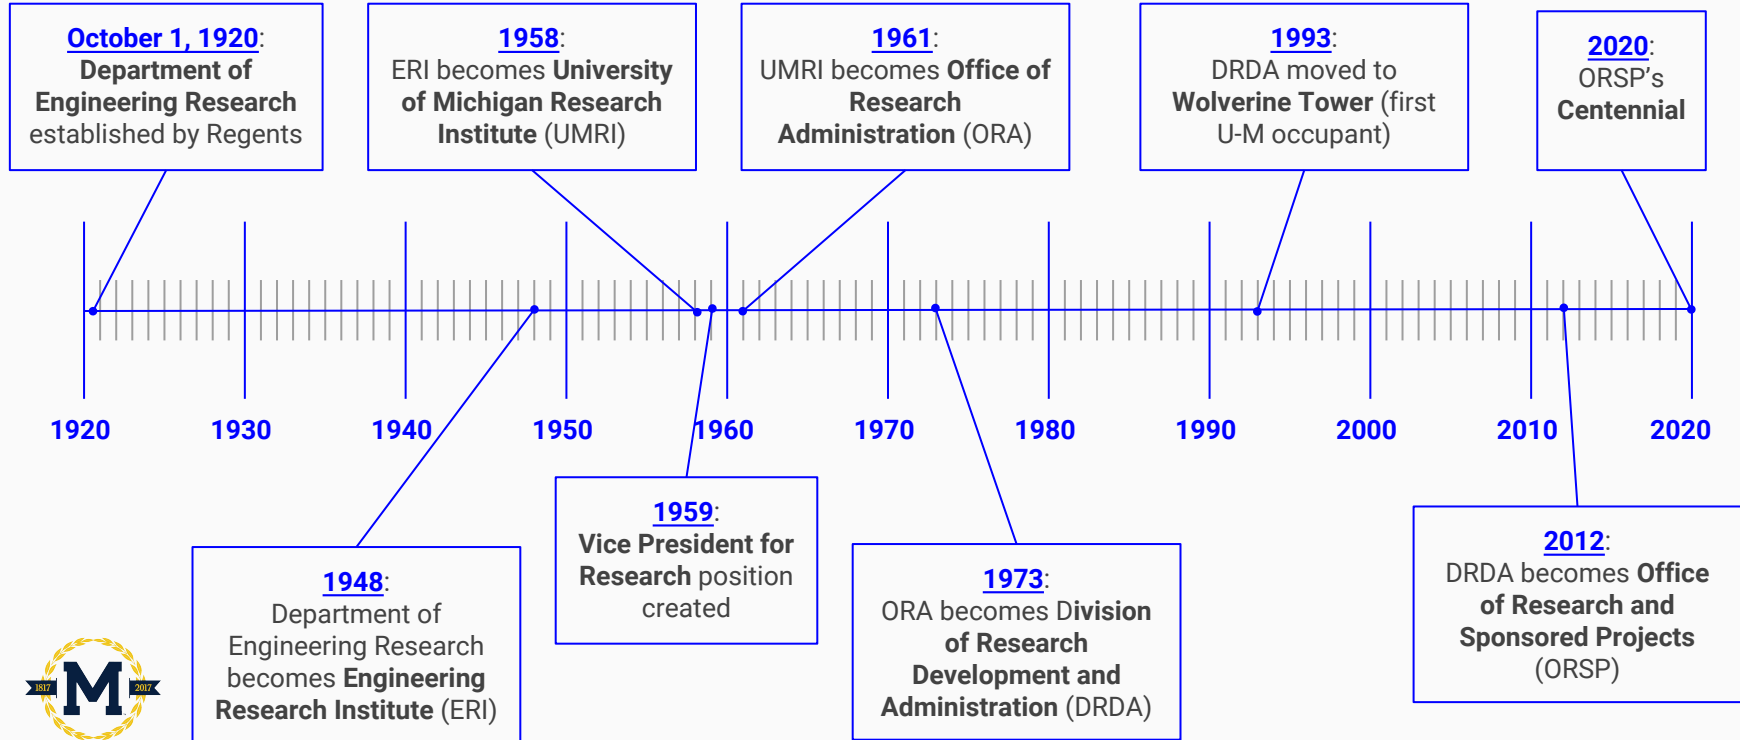 October 1, 1920:
Department of
Engineering Research
established by Regents
1958:
ERI becomes University
of Michigan Research
Institute (UMRI)
1961:
UMRI becomes Office of
Research
Administration (ORA)
1993:
DRDA moved to
Wolverine Tower (first
U-M occupant)
2020:
ORSP’s
Centennial
1920
1930
1940
1950
1960
1970
1980
1990
2000
2010
2020
1948:
Department of
Engineering Research
becomes Engineering
Research Institute (ERI)
1959:
Vice President for
Research position
created
1973:
ORA becomes Division
of Research
Development and
Administration (DRDA)
2012:
DRDA becomes Office
of Research and
Sponsored Projects
(ORSP)
1817 M 2017